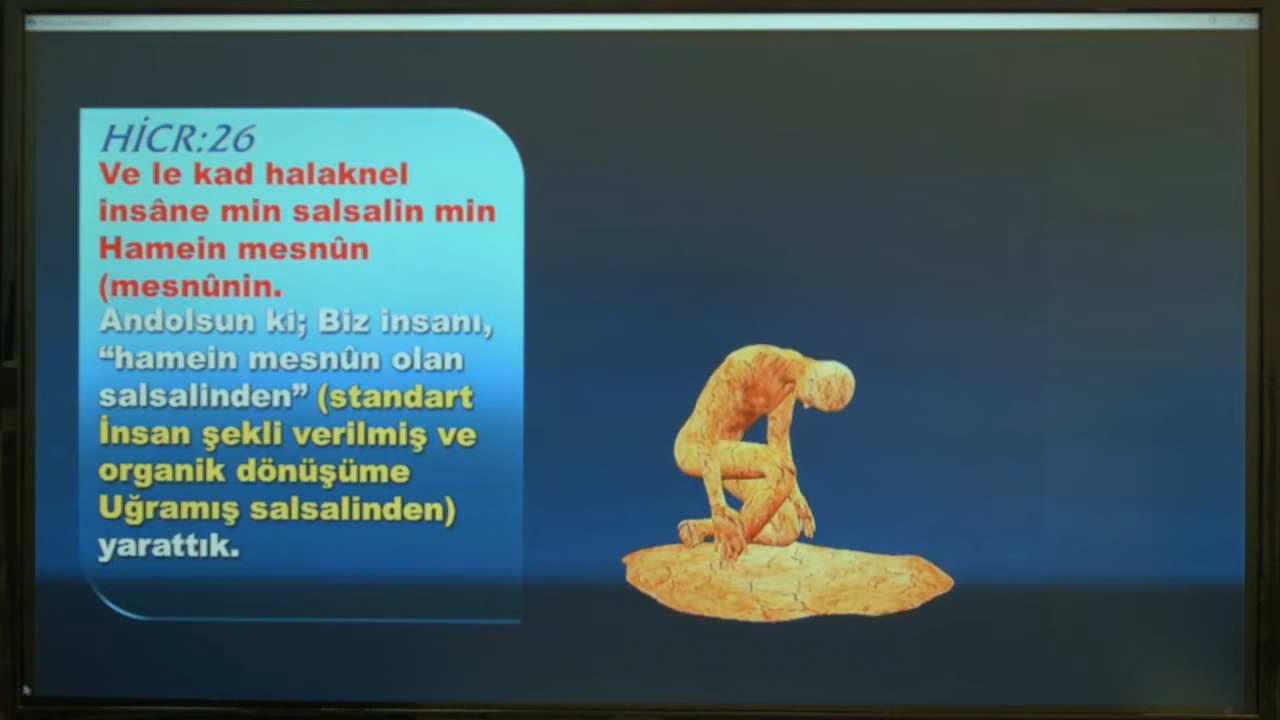 HİCR:26
Ve le kad halaknel
insâne min salsalin min
Hamein mesnûn
(mesnûnin.
Andolsun ki; Biz insanı,
“hamein mesnûn olan
salsalinden” (standart
İnsan şekli verilmiş ve
organik dönüşüme
Uğramış salsalinden)
yarattık.